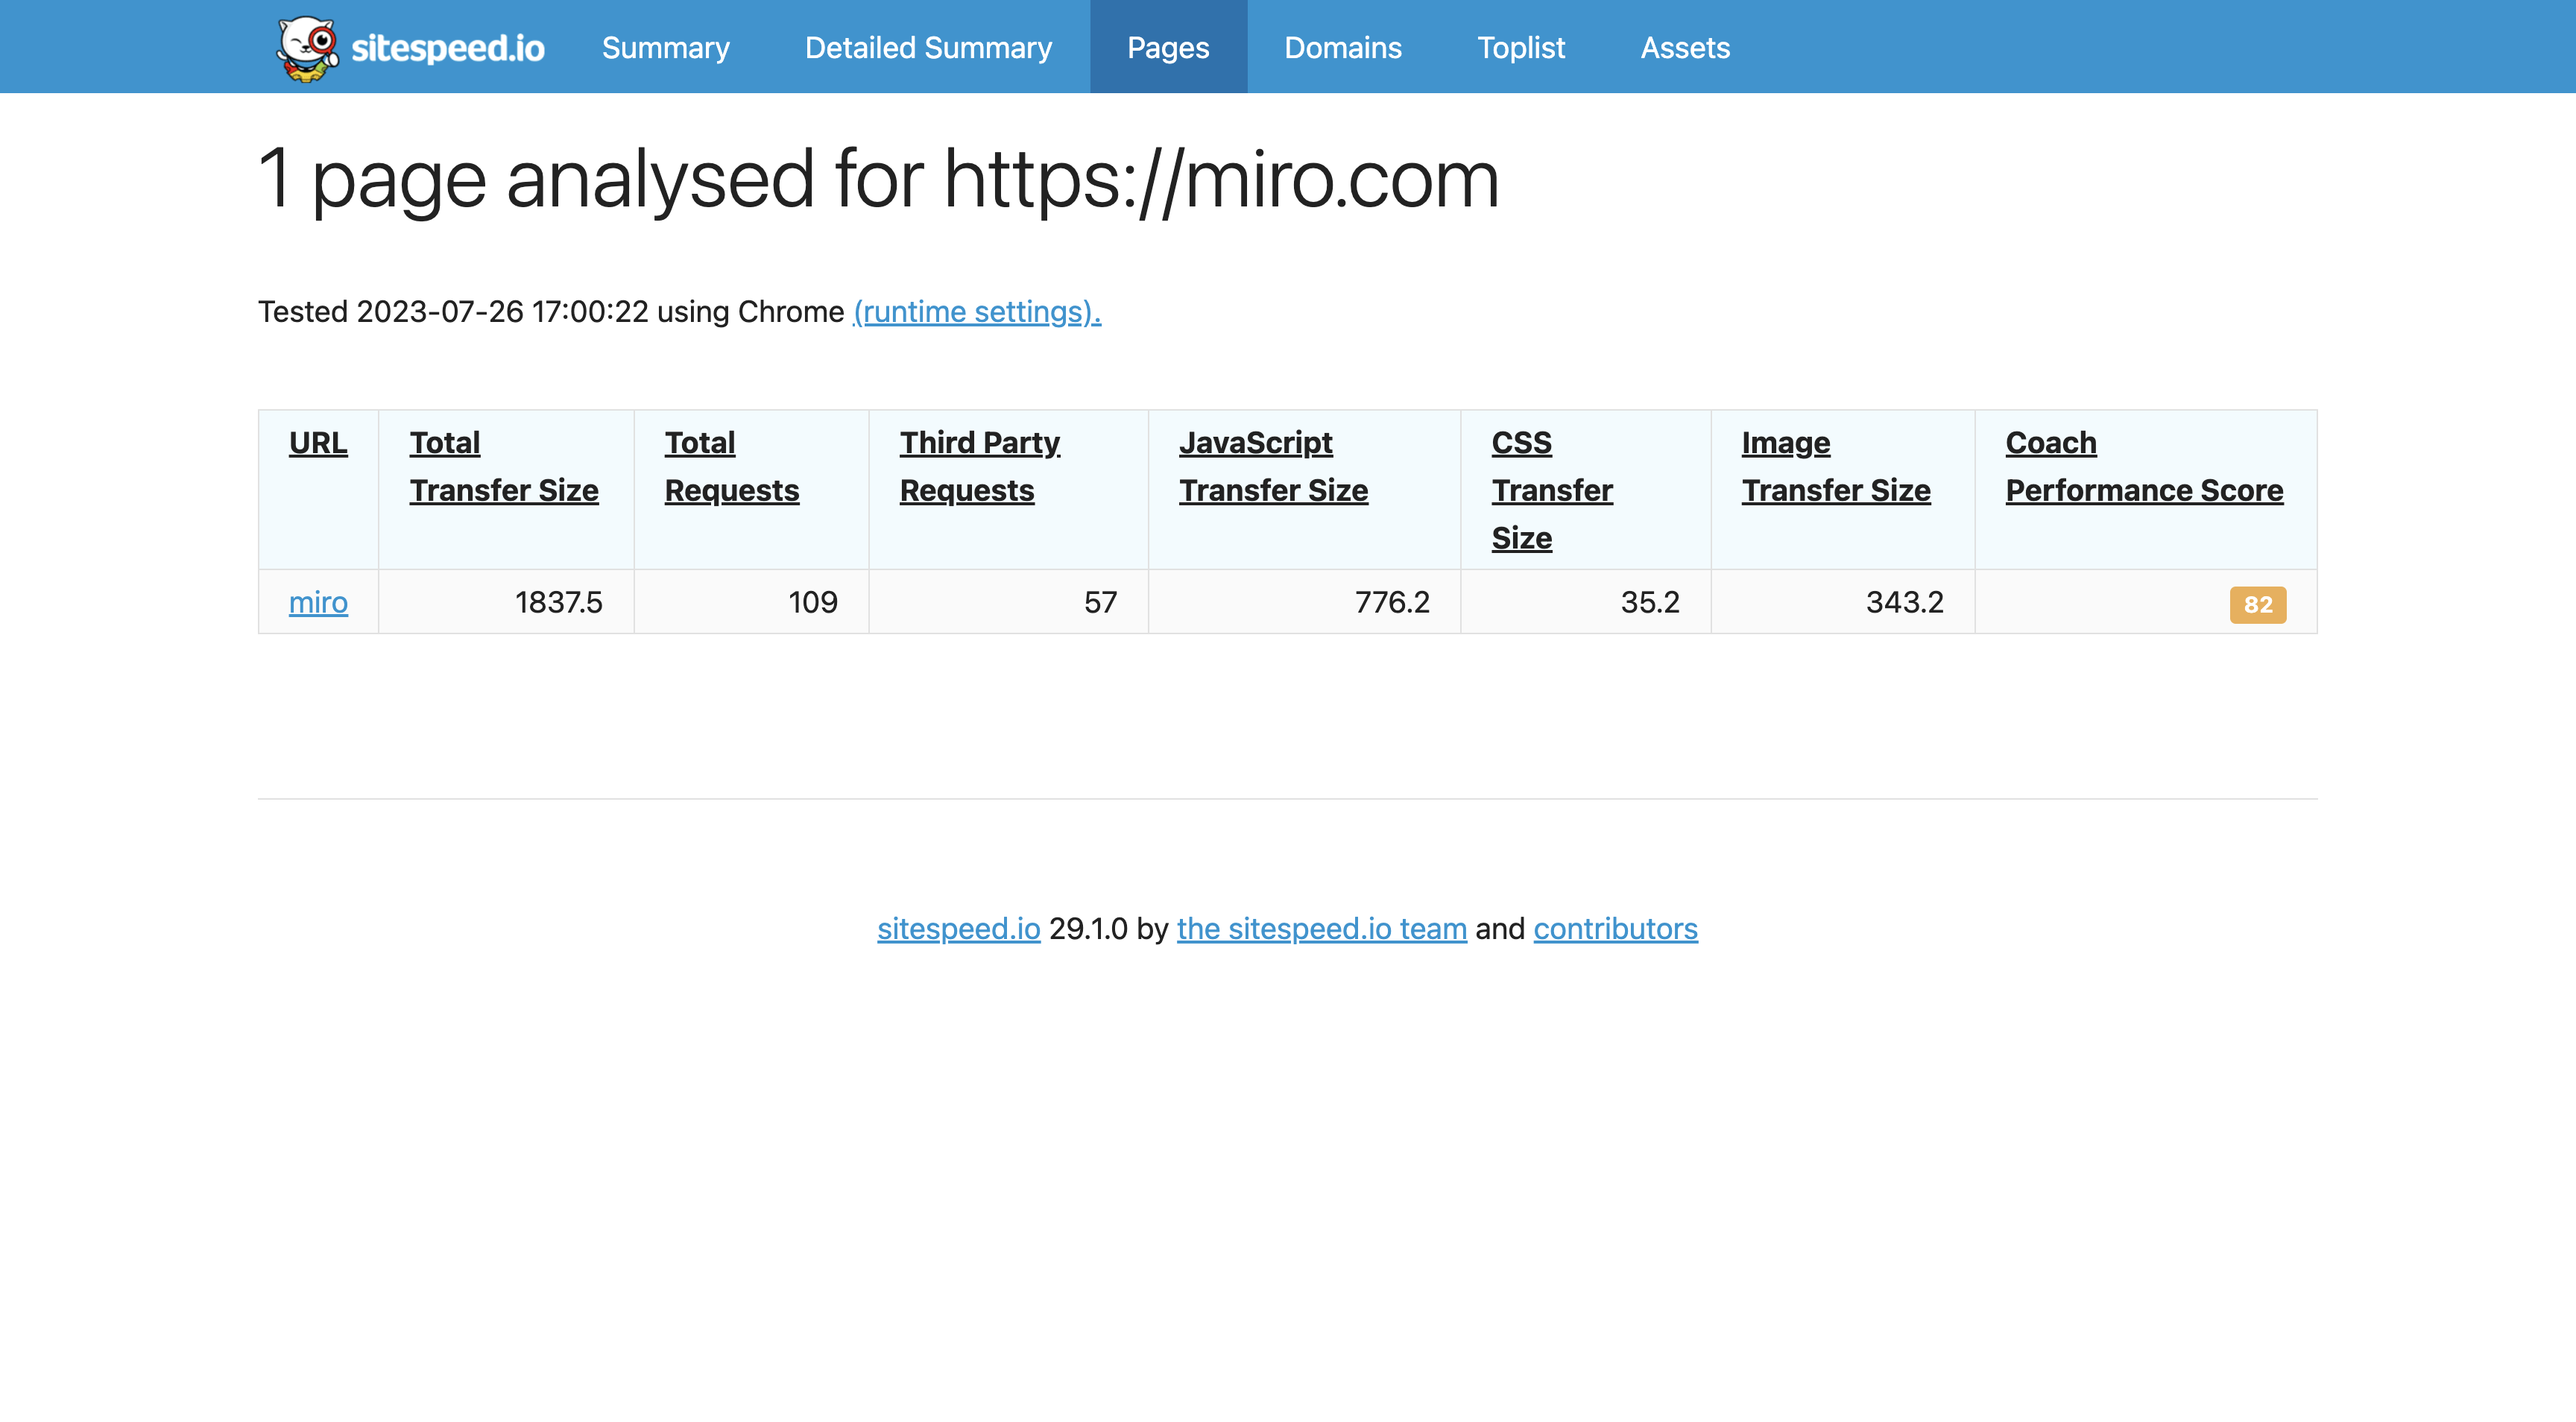 sitespeed.io Summary Detailed Summary Pages Domains Toplist Assets
1 page analysed for https://miro.com
Tested 2023-07-26 17:00:22 using Chrome (runtime settings).
URL Total Transfer Size Total Requests Third Party Requests JavaScript Transfer Size CSS Transfer Size Image Transfer Size Coach Performance Score
miro 1837.5 109 57 776.2 35.2 343.2 82
sitespeed.io 29.1.0 by the sitespeed.io team and contributors